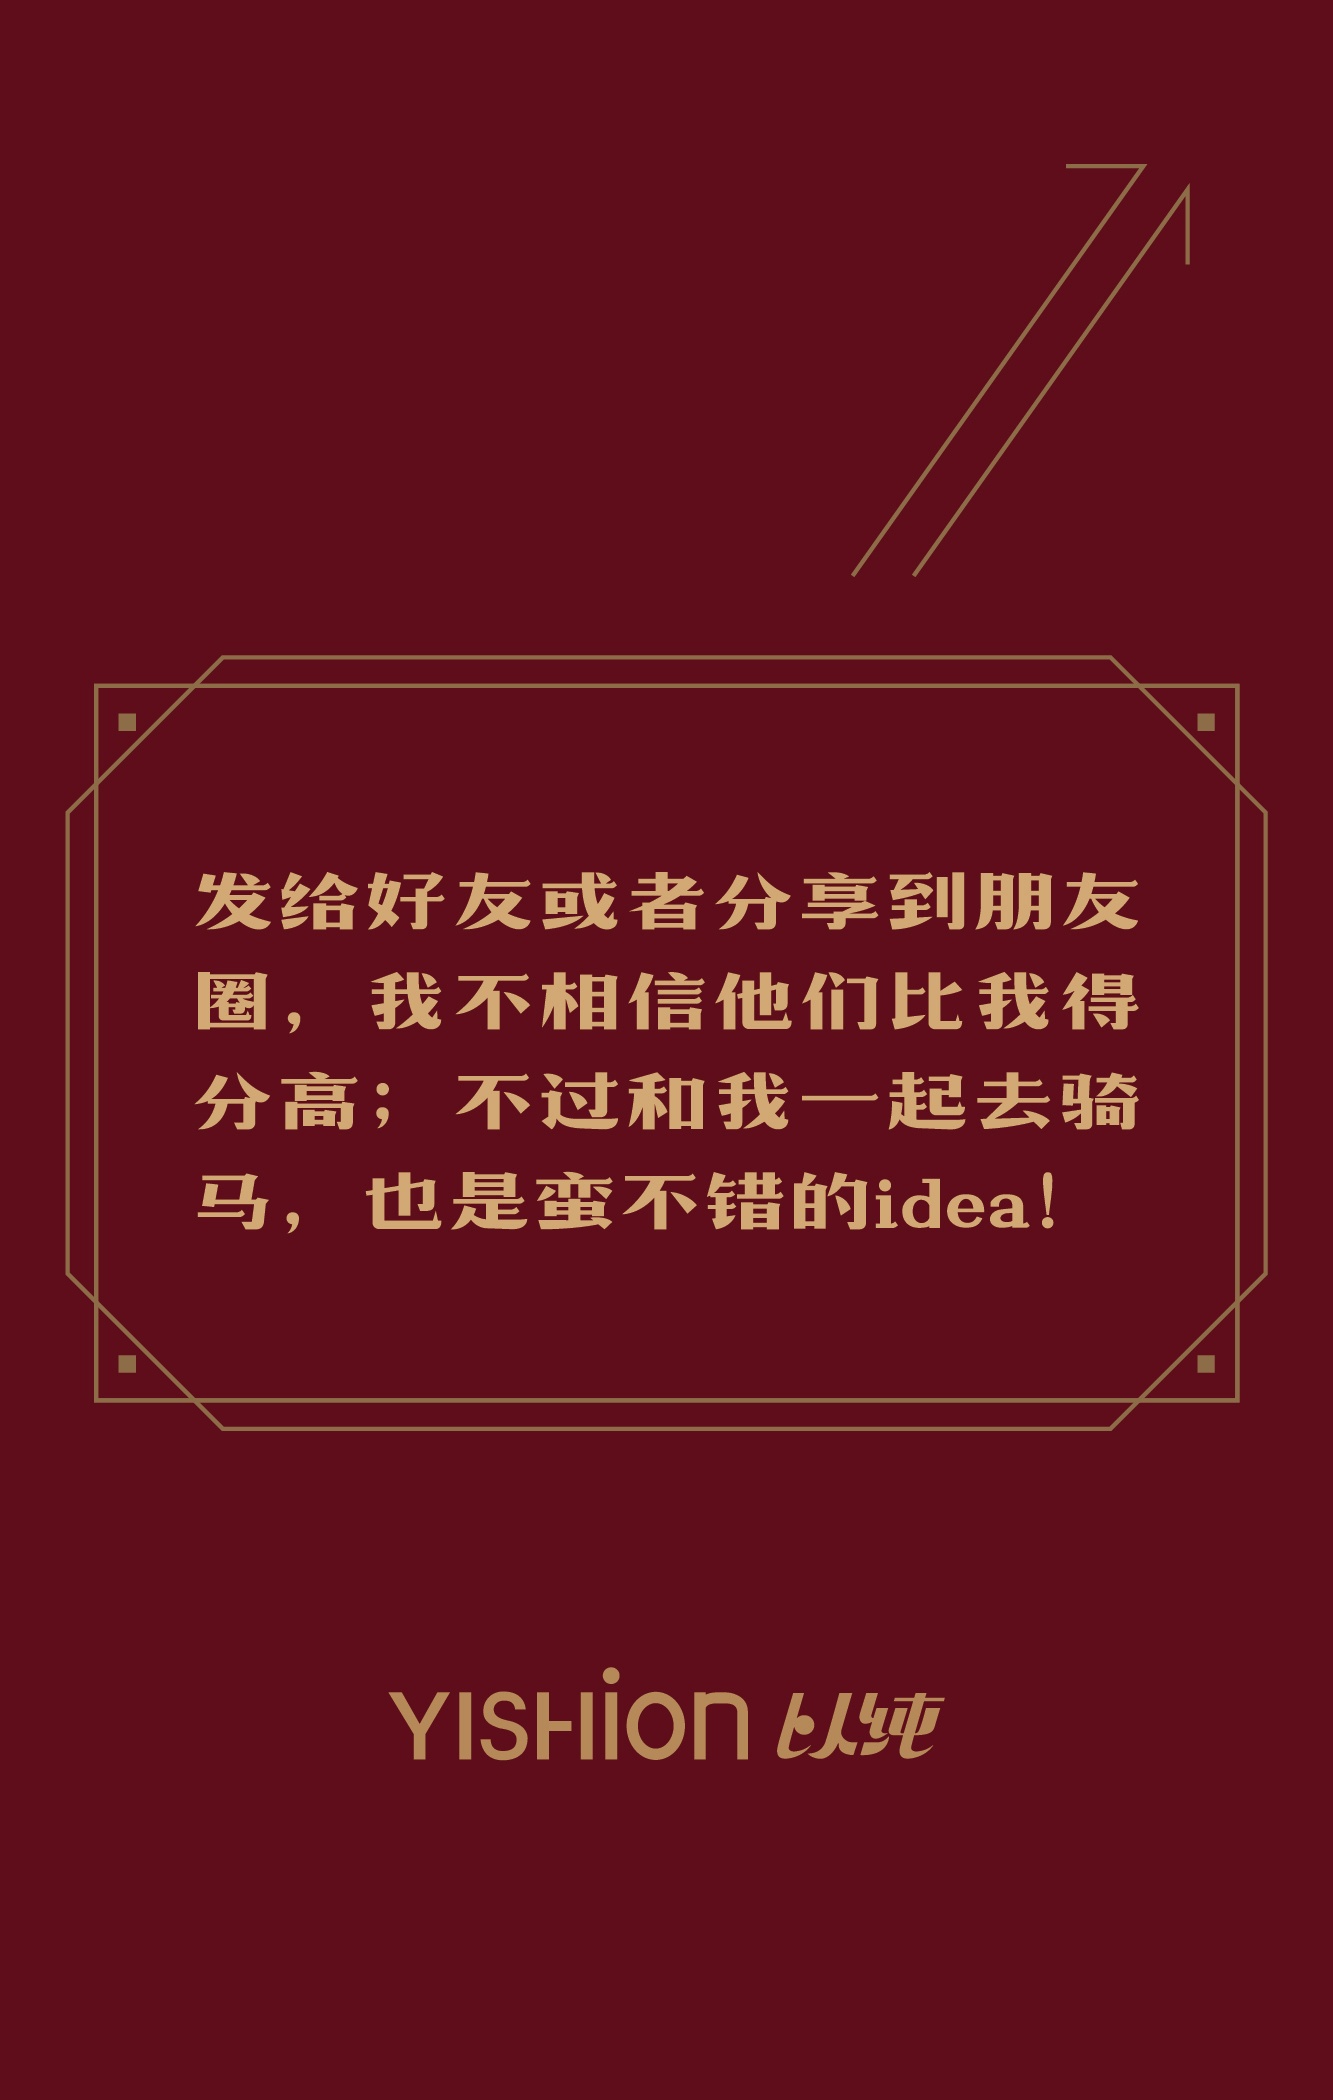 发给好友或者分享到朋友
圈，我不相信他们比我得
分高；不过和我一起去骑
马，也是蛮不错的idea！
YISHION 以纯